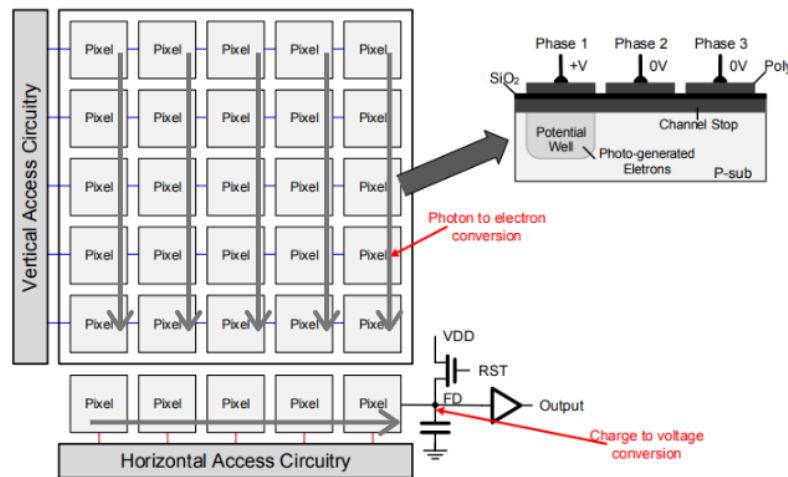 Vertical Access Circuitry
Pixel Pixel Pixel Pixel Pixel
Pixel Pixel Pixel Pixel Pixel
Pixel Pixel Pixel Pixel Pixel
Pixel Pixel Pixel Pixel Pixel
Pixel Pixel Pixel Pixel Pixel
Pixel Pixel Pixel Pixel Pixel
Horizontal Access Circuitry
Phase 1 Phase 2 Phase 3
+V 0V 0V
SiO2
Poly
Channel Stop
Potential
Well
Photo-generated
Eletrons
P-sub
Photon to electron
conversion
VDD
RST
FD
Output
Charge to voltage
conversion